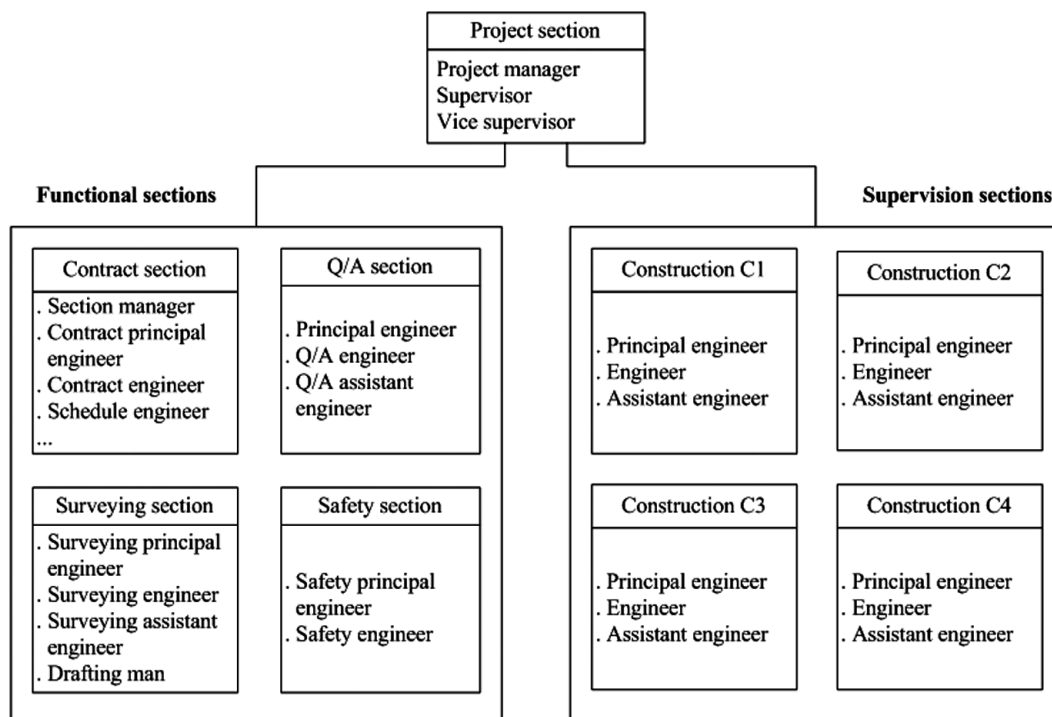 Project section
Project manager
Supervisor
Vice supervisor
Functional sections
Supervision sections
Contract section
. Section manager
. Contract principal
engineer
. Contract engineer
. Schedule engineer
...
Q/A section
. Principal engineer
. Q/A engineer
. Q/A assistant
engineer
Surveying section
. Surveying principal
engineer
. Surveying engineer
. Surveying assistant
engineer
. Drafting man
Safety section
. Safety principal
engineer
. Safety engineer
Construction C1
. Principal engineer
. Engineer
. Assistant engineer
Construction C2
. Principal engineer
. Engineer
. Assistant engineer
Construction C3
. Principal engineer
. Engineer
. Assistant engineer
Construction C4
. Principal engineer
. Engineer
. Assistant engineer